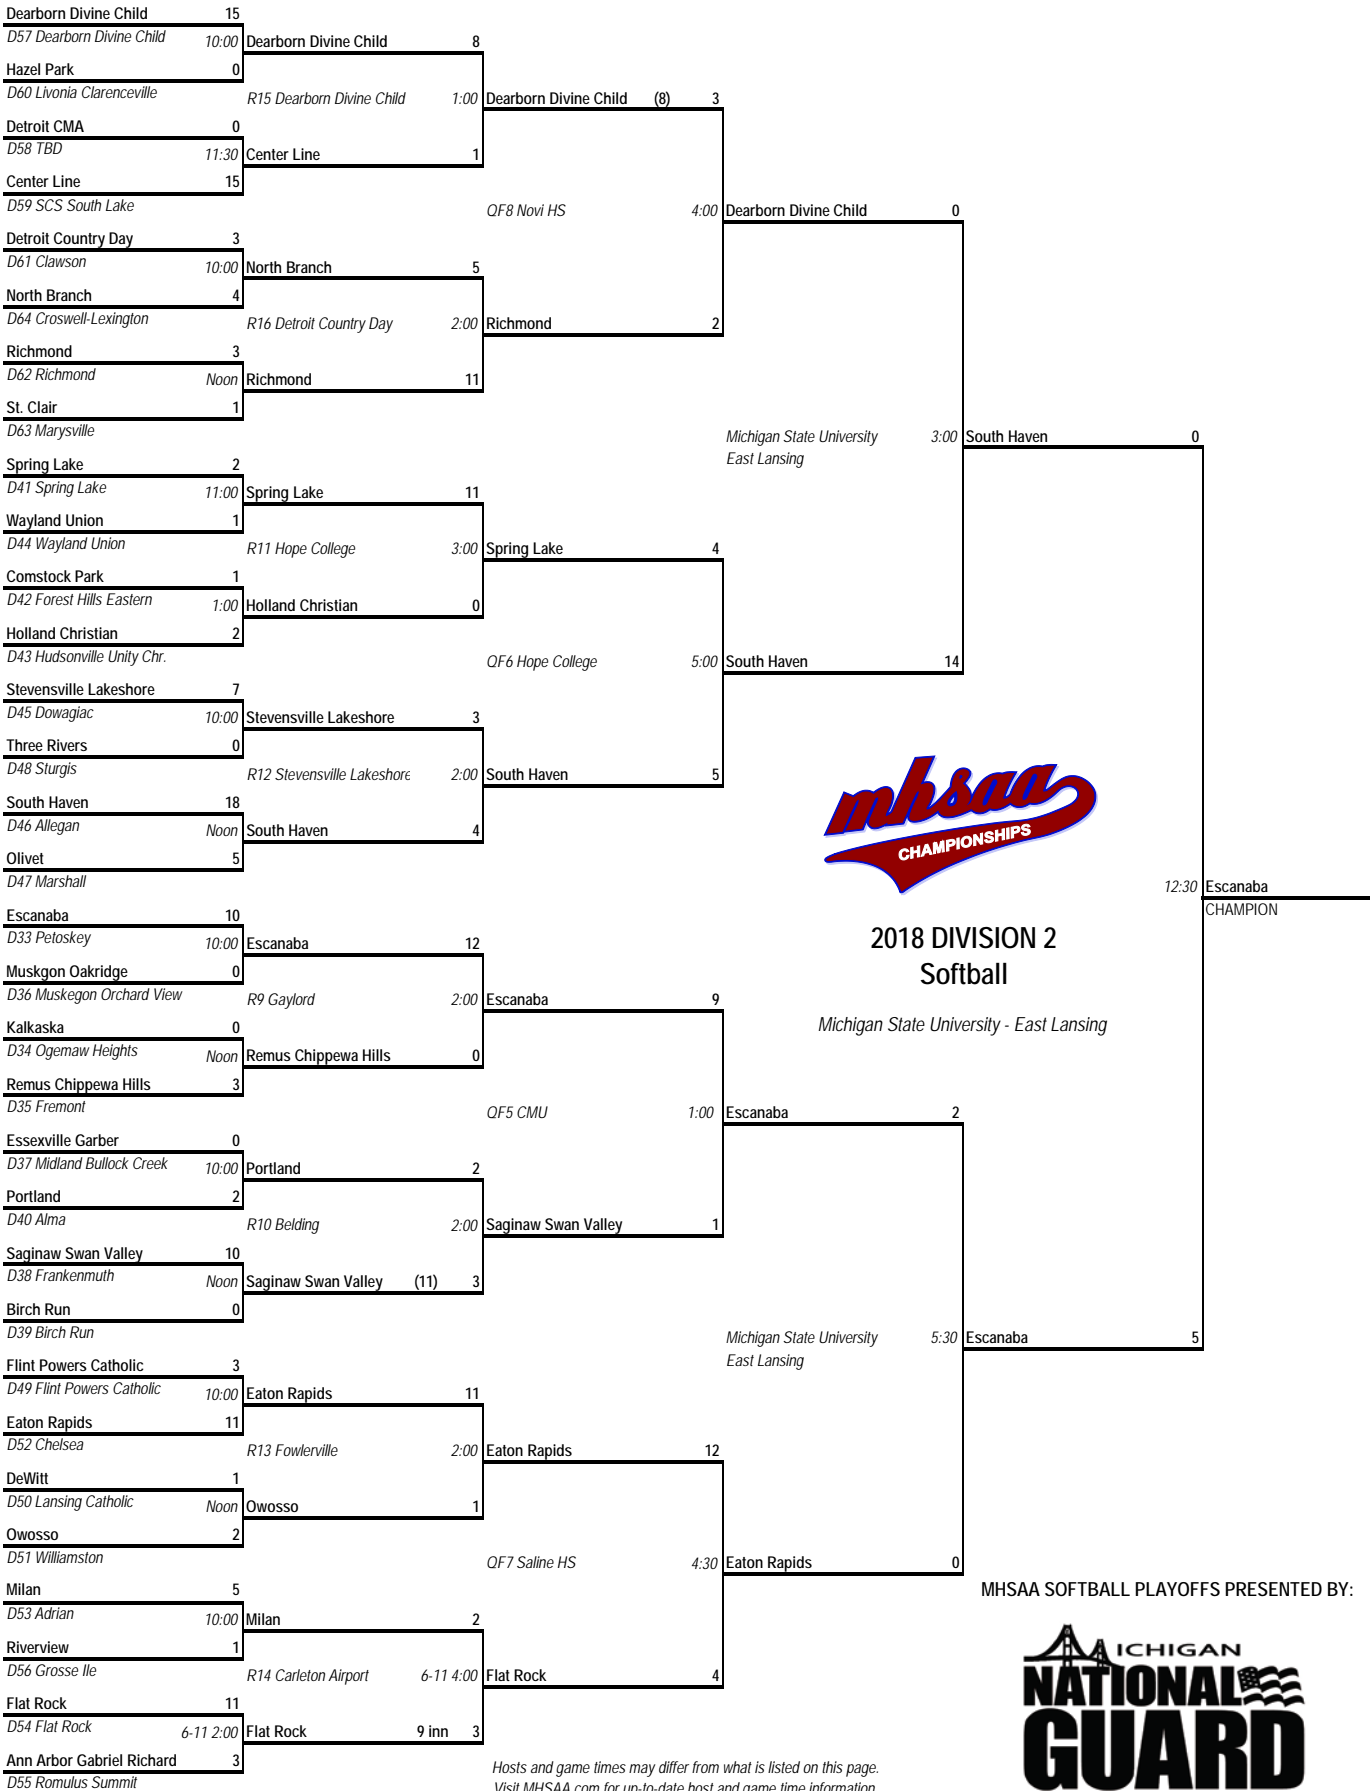 Dearborn Divine Child 15
D57 Dearborn Divine Child 10:00 Dearborn Divine Child 8
Hazel Park 0
D60 Livonia Clarenceville R15 Dearborn Divine Child 1:00 Dearborn Divine Child (8) 3
Detroit CMA 0
D58 TBD 11:30 Center Line 1
Center Line 15
D59 SCS South Lake QF8 Novi HS 4:00 Dearborn Divine Child 0
Detroit Country Day 3
D61 Clawson 10:00 North Branch 5
North Branch 4
D64 Croswell-Lexington R16 Detroit Country Day 2:00 Richmond 2
Richmond 3
D62 Richmond Noon Richmond 11
St. Clair 1
D63 Marysville Michigan State University 3:00 South Haven 0
East Lansing
Spring Lake 2
D41 Spring Lake 11:00 Spring Lake 11
Wayland Union 1
D44 Wayland Union R11 Hope College 3:00 Spring Lake 4
Comstock Park 1
D42 Forest Hills Eastern 1:00 Holland Christian 0
Holland Christian 2
D43 Hudsonville Unity Chr. QF6 Hope College 5:00 South Haven 14
Stevensville Lakeshore 7
D45 Dowagiac 10:00 Stevensville Lakeshore 3
Three Rivers 0
D48 Sturgis R12 Stevensville Lakeshore 2:00 South Haven 5
South Haven 18
D46 Allegan Noon South Haven 4
mhsaa
CHAMPIONSHIPS
Olivet 5
D47 Marshall 12:30 Escanaba
CHAMPION
Escanaba 10
D33 Petoskey 10:00 Escanaba 12
2018 DIVISION 2
Softball
Muskgon Oakridge 0
D36 Muskegon Orchard View R9 Gaylord 2:00 Escanaba 9
Michigan State University - East Lansing
Kalkaska 0
D34 Ogemaw Heights Noon Remus Chippewa Hills 0
Remus Chippewa Hills 3
D35 Fremont QF5 CMU 1:00 Escanaba 2
Essexville Garber 0
D37 Midland Bullock Creek 10:00 Portland 2
Portland 2
D40 Alma R10 Belding 2:00 Saginaw Swan Valley 1
Saginaw Swan Valley 10
D38 Frankenmuth Noon Saginaw Swan Valley (11) 3
Birch Run 0
D39 Birch Run Michigan State University 5:30 Escanaba 5
East Lansing
Flint Powers Catholic 3
D49 Flint Powers Catholic 10:00 Eaton Rapids 11
Eaton Rapids 11
D52 Chelsea R13 Fowlerville 2:00 Eaton Rapids 12
DeWitt 1
D50 Lansing Catholic Noon Owosso 1
Owosso 2
D51 Williamston QF7 Saline HS 4:30 Eaton Rapids 0
Milan 5
MHSAA SOFTBALL PLAYOFFS PRESENTED BY:
D53 Adrian 10:00 Milan 2
Riverview 1
D56 Grosse Ile R14 Carleton Airport 6-11 4:00 Flat Rock 4
MICHIGAN
NATIONAL
GUARD
Flat Rock 11
D54 Flat Rock 6-11 2:00 Flat Rock 9 inn 3
Ann Arbor Gabriel Richard 3
D55 Romulus Summit
Hosts and game times may differ from what is listed on this page.
Visit MHSAA.com for up-to-date host and game time information